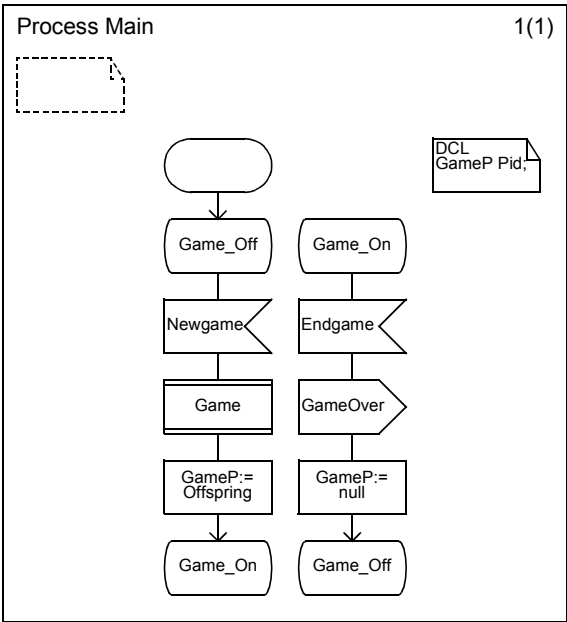 Process Main
1(1)
DCL
GameP Pid;
Game_Off
Game_On
Newgame
Endgame
Game
GameOver
GameP:=
Offspring
GameP:=
null
Game_On
Game_Off